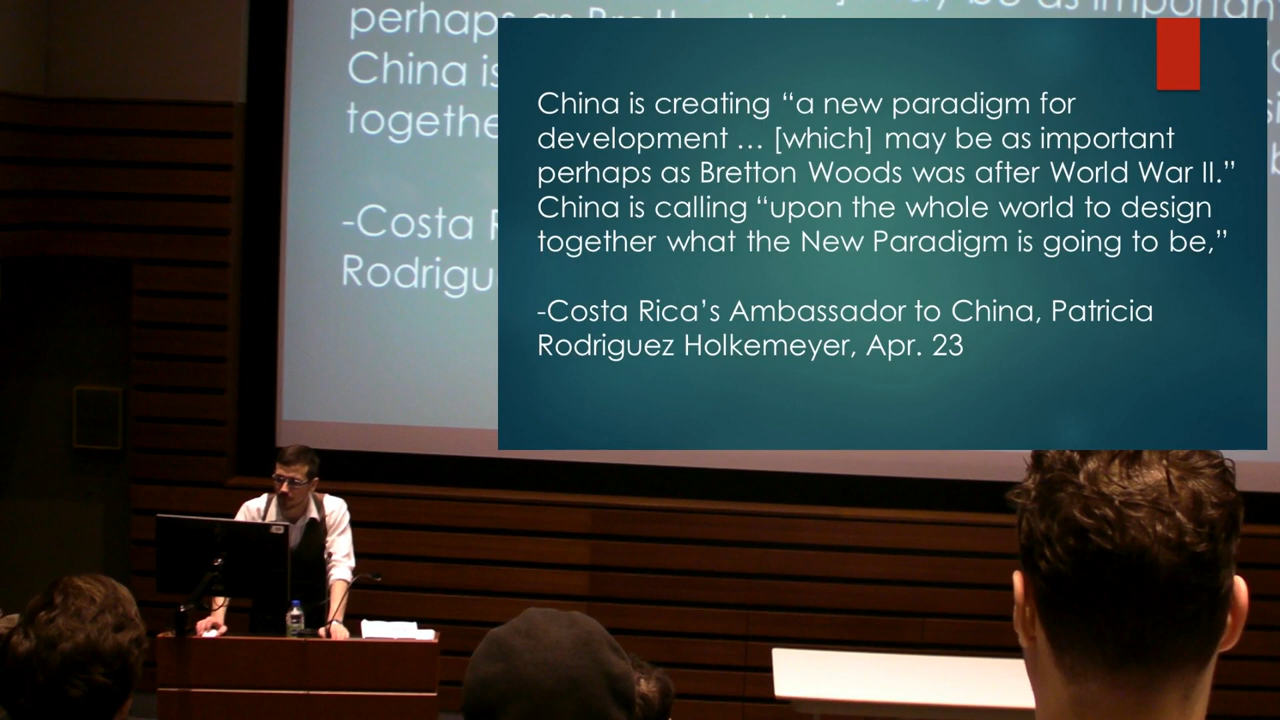 perhaps
China is
togethe
-Costa R
Rodrigu
China is creating “a new paradigm for
development ... [which] may be as important
perhaps as Bretton Woods was after World War II.”
China is calling “upon the whole world to design
together what the New Paradigm is going to be,”
-Costa Rica’s Ambassador to China, Patricia
Rodriguez Holkemeyer, Apr. 23